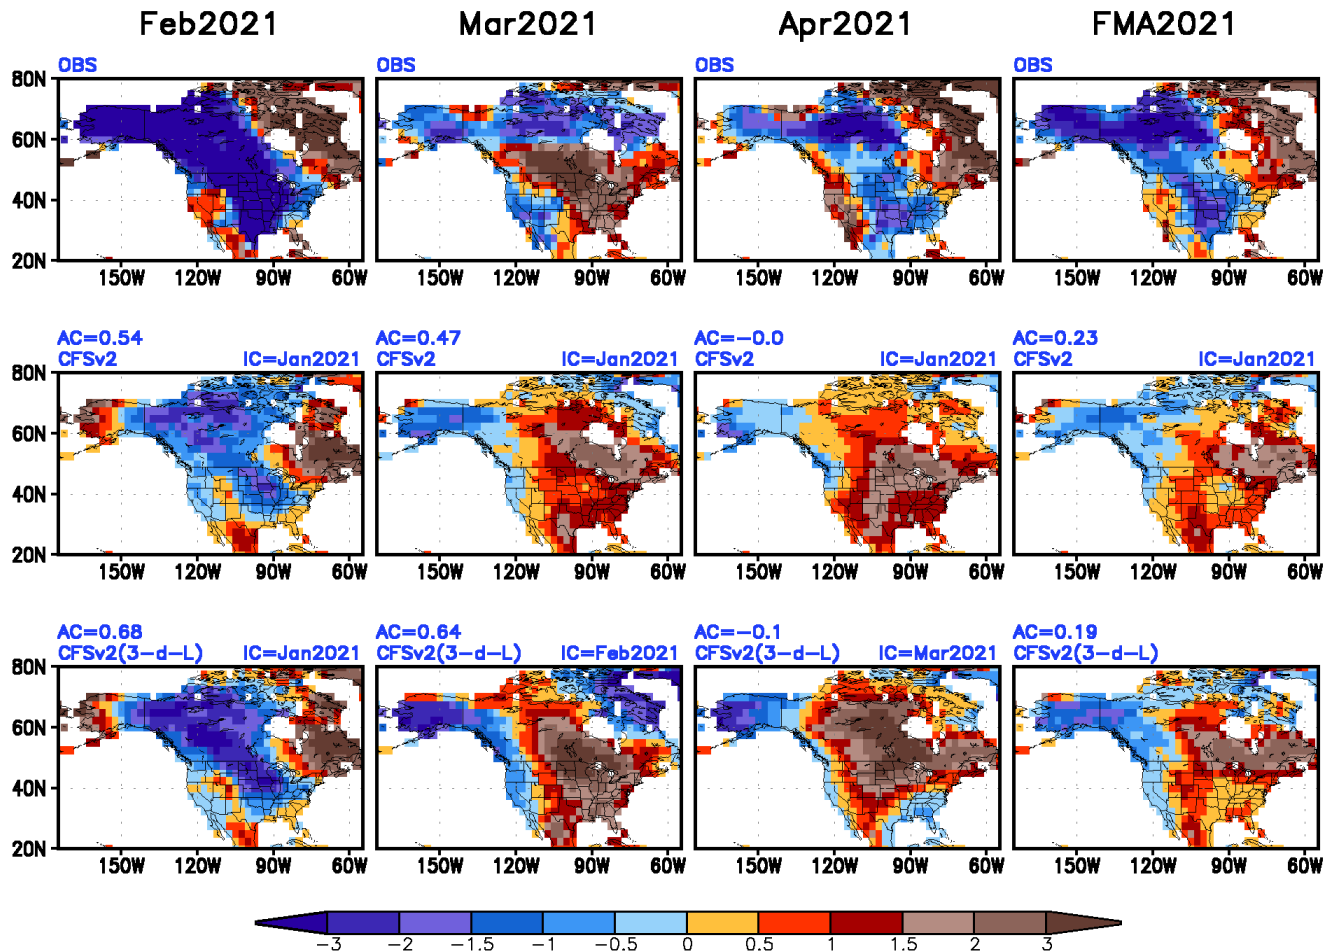 Feb2021 Mar2021 Apr2021 FMA2021
OBS OBS OBS OBS
80N
60N
40N
20N
150W 120W 90W 60W 150W 120W 90W 60W 150W 120W 90W 60W 150W 120W 90W 60W
AC=0.54 AC=0.47 AC=-0.0 AC=0.23
CFSv2 IC=Jan2021 CFSv2 IC=Jan2021 CFSv2 IC=Jan2021 CFSv2 IC=Jan2021
80N
60N
40N
20N
150W 120W 90W 60W 150W 120W 90W 60W 150W 120W 90W 60W 150W 120W 90W 60W
AC=0.68 AC=0.64 AC=-0.1 AC=0.19
CFSv2(3-d-L) IC=Jan2021 CFSv2(3-d-L) IC=Feb2021 CFSv2(3-d-L) IC=Mar2021 CFSv2(3-d-L)
80N
60N
40N
20N
150W 120W 90W 60W 150W 120W 90W 60W 150W 120W 90W 60W 150W 120W 90W 60W
-3 -2 -1.5 -1 -0.5 0 0.5 1 1.5 2 3